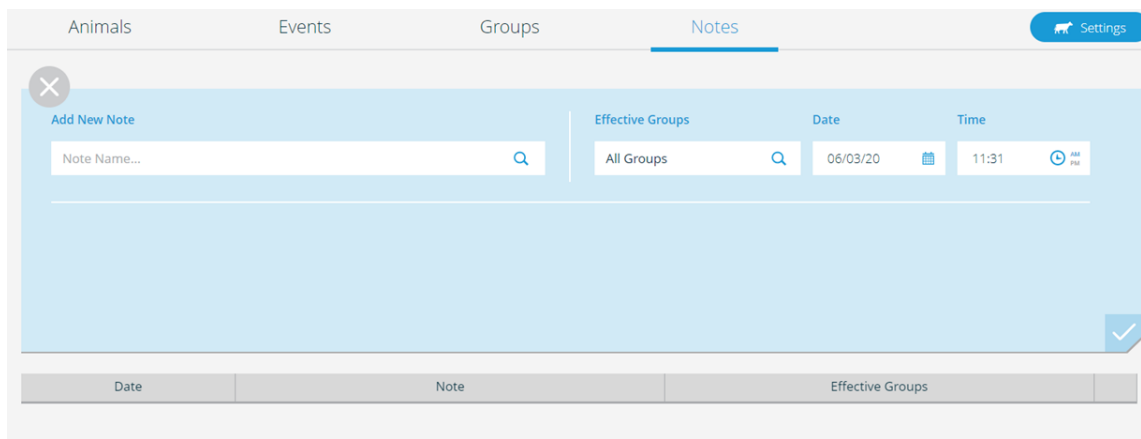 Animals Events Groups Notes Settings
Add New Note Effective Groups Date Time
Note Name... All Groups 06/03/20 11:31 AM
PM
Date Note Effective Groups